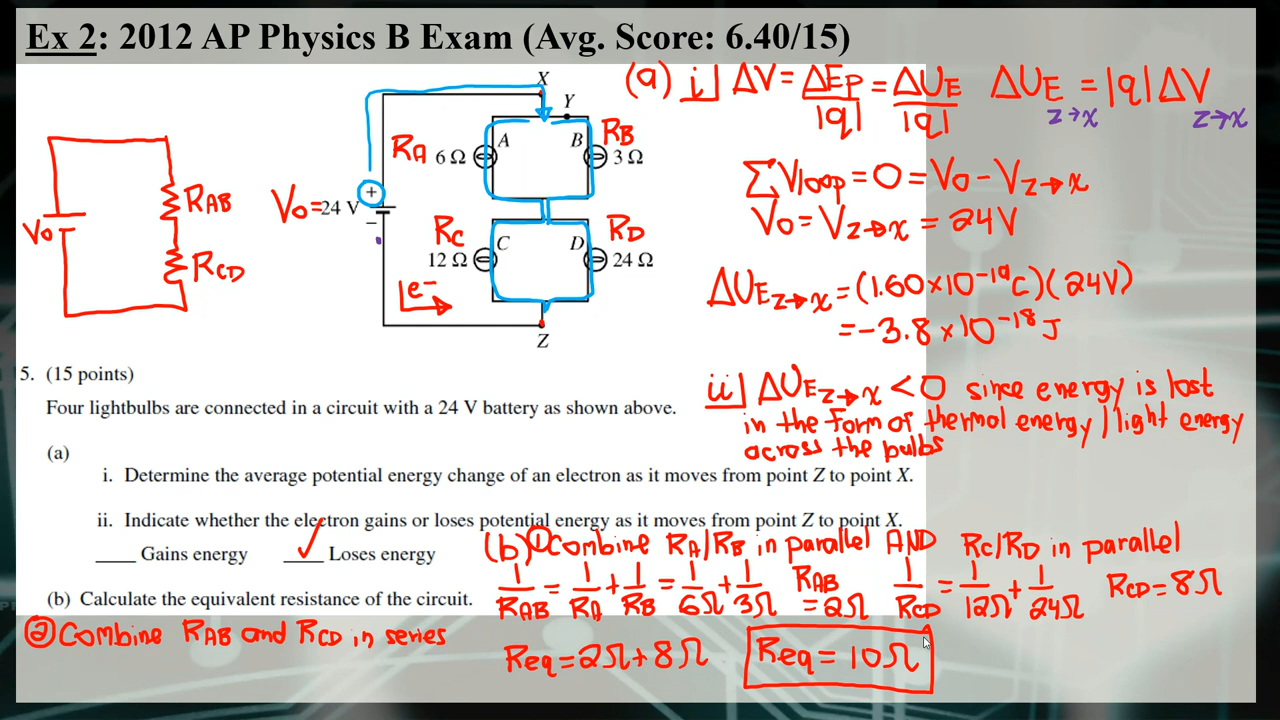 Ex 2: 2012 AP Physics B Exam (Avg. Score: 6.40/15)
X
Y
A
B
RA 6 Ω
RB
3 Ω
V0=24 V
+
−
RC
12 Ω
C
D
RD
24 Ω
e-
Z
V0
RAB
RCD
(a) i] ΔV = ΔEp/|q| = ΔUE/|q| ΔUE Z→x = |q|ΔV Z→x
ΣVloop = 0 = V0 - VZ→x
V0 = VZ→x = 24V
ΔUE Z→x = (1.60×10^-19 C)(24V)
= -3.8×10^-18 J
ii] ΔUE Z→x < 0 since energy is lost
in the form of thermal energy/light energy
across the bulbs
5. (15 points)
Four lightbulbs are connected in a circuit with a 24 V battery as shown above.
(a)
i. Determine the average potential energy change of an electron as it moves from point Z to point X.
ii. Indicate whether the electron gains or loses potential energy as it moves from point Z to point X.
____ Gains energy ____ ✓ Loses energy
(b) Calculate the equivalent resistance of the circuit.
(b) ① Combine RA/RB in parallel AND RC/RD in parallel
1/RAB = 1/RA + 1/RB = 1/6Ω + 1/3Ω RAB = 2Ω 1/RCD = 1/12Ω + 1/24Ω RCD = 8Ω
② Combine RAB and RCD in series
Req = 2Ω + 8Ω Req = 10Ω